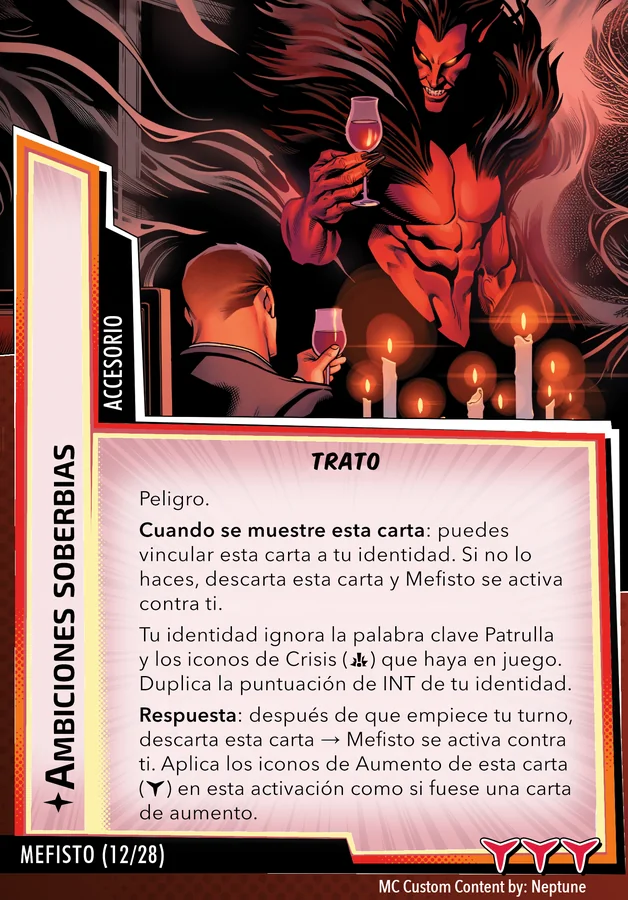 ACCESORIO
AMBICIONES SOBERBIAS
TRATO
Peligro.
Cuando se muestre esta carta: puedes
vincular esta carta a tu identidad. Si no lo
haces, descarta esta carta y Mefisto se activa
contra ti.
Tu identidad ignora la palabra clave Patrulla
y los iconos de Crisis () que haya en juego.
Duplica la puntuación de INT de tu identidad.
Respuesta: después de que empiece tu turno,
descarta esta carta → Mefisto se activa contra
ti. Aplica los iconos de Aumento de esta carta
() en esta activación como si fuese una carta
de aumento.
MEFISTO (12/28)
MC Custom Content by: Neptune